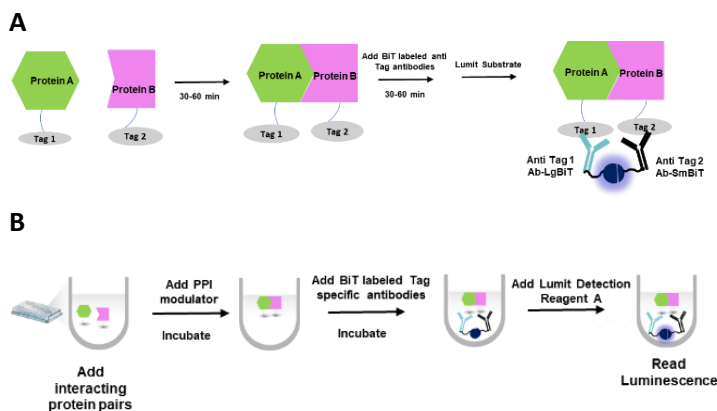 A
Protein A
Protein B
Tag 1
Tag 2
30-60 min
Protein A
Protein B
Tag 1
Tag 2
Add BiT labeled anti
Tag antibodies
30-60 min
Lumit Substrate
Protein A
Protein B
Tag 1
Tag 2
Anti Tag 1
Ab-LgBiT
Anti Tag 2
Ab-SmBiT
B
Add
interacting
protein pairs
Add PPI
modulator
Incubate
Add BiT labeled Tag
specific antibodies
Incubate
Add Lumit Detection
Reagent A
Read
Luminescence